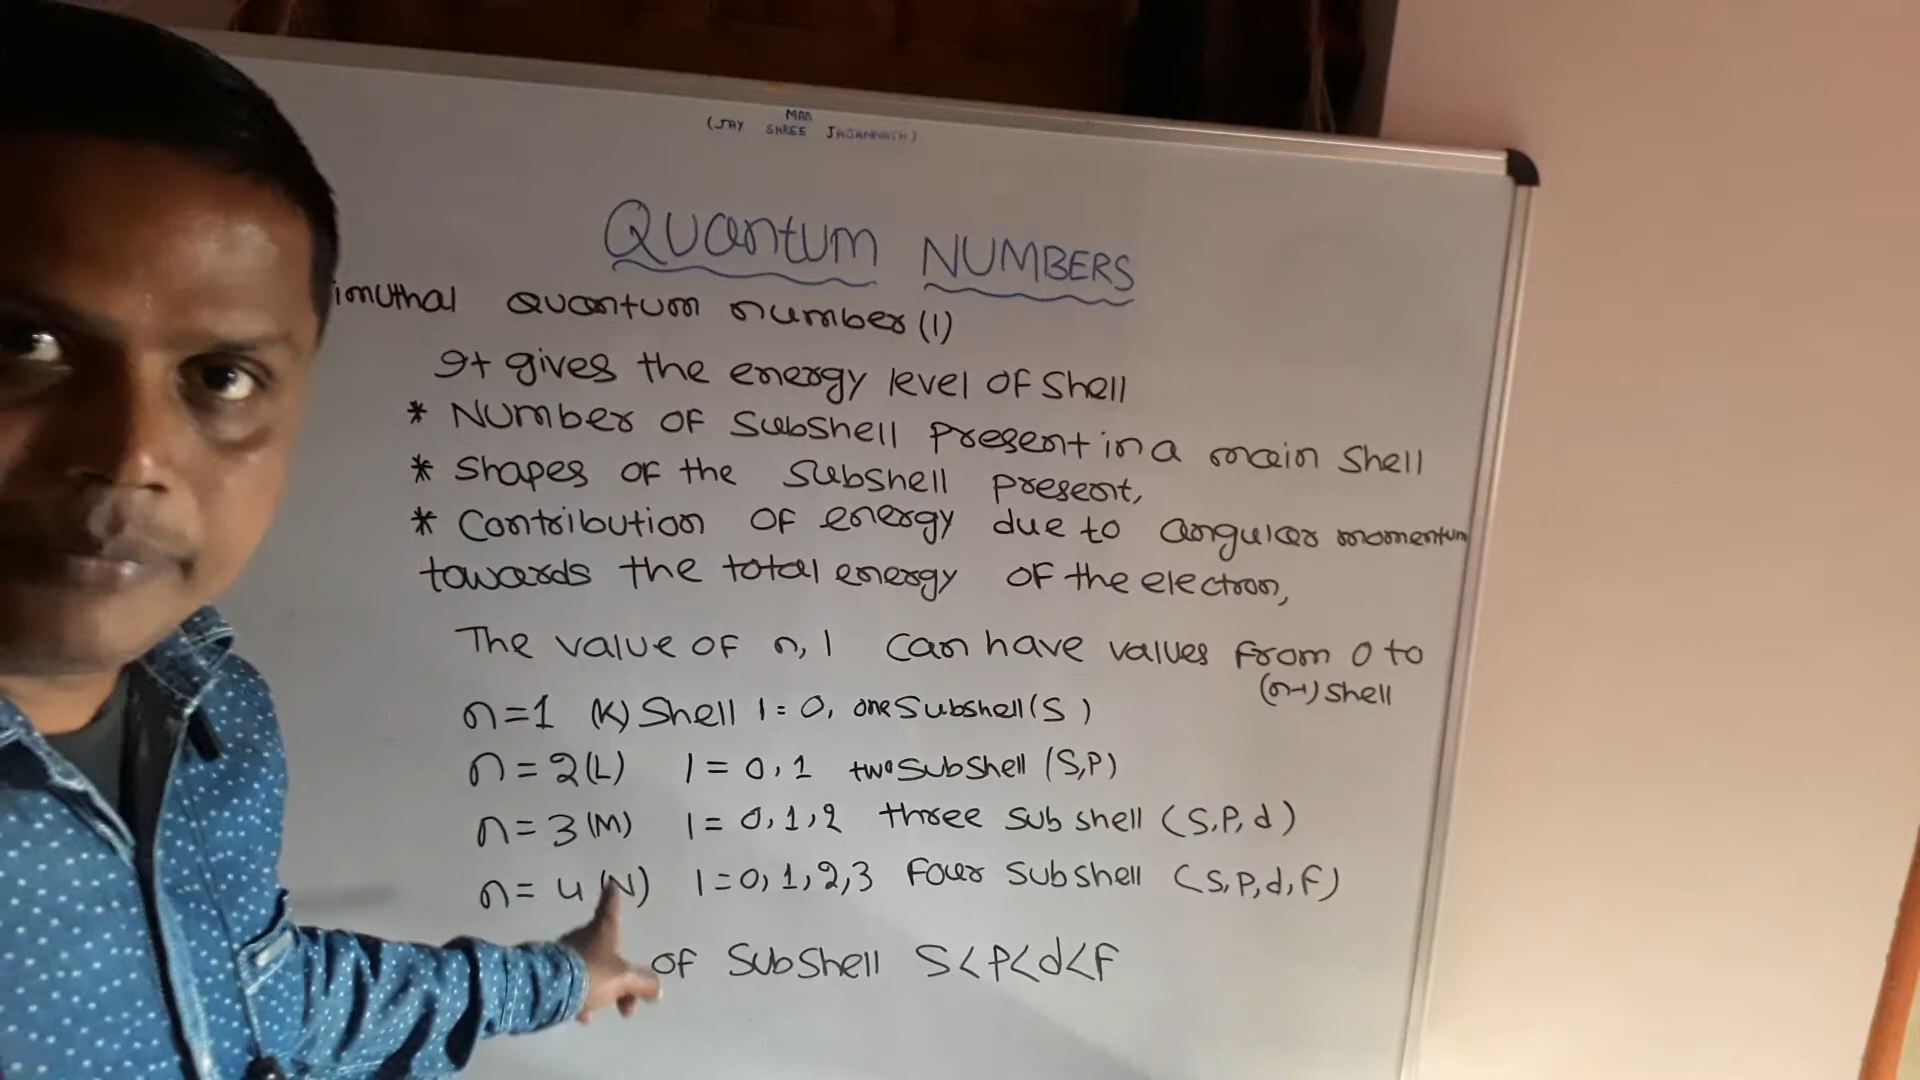 MAA
(JAY SHREE JAGANNATH)
QUANTUM NUMBERS
imuthal Quantum number (l)
It gives the energy level OF Shell
* Number OF Subshell present in a main Shell
* Shapes OF the subshell present,
* Contribution OF energy due to angular momentum
towards the total energy OF the electron,
The value OF n, l can have values From 0 to
(n-1) shell
n=1 (K) Shell l = 0, one Subshell (S)
n = 2 (L) l = 0, 1 two SubShell (S,P)
n = 3 (M) l = 0, 1, 2 three sub shell (S,P,d)
n = 4 (N) l = 0, 1, 2, 3 Four Subshell (S,P,d,F)
OF SubShell S<P<d<F